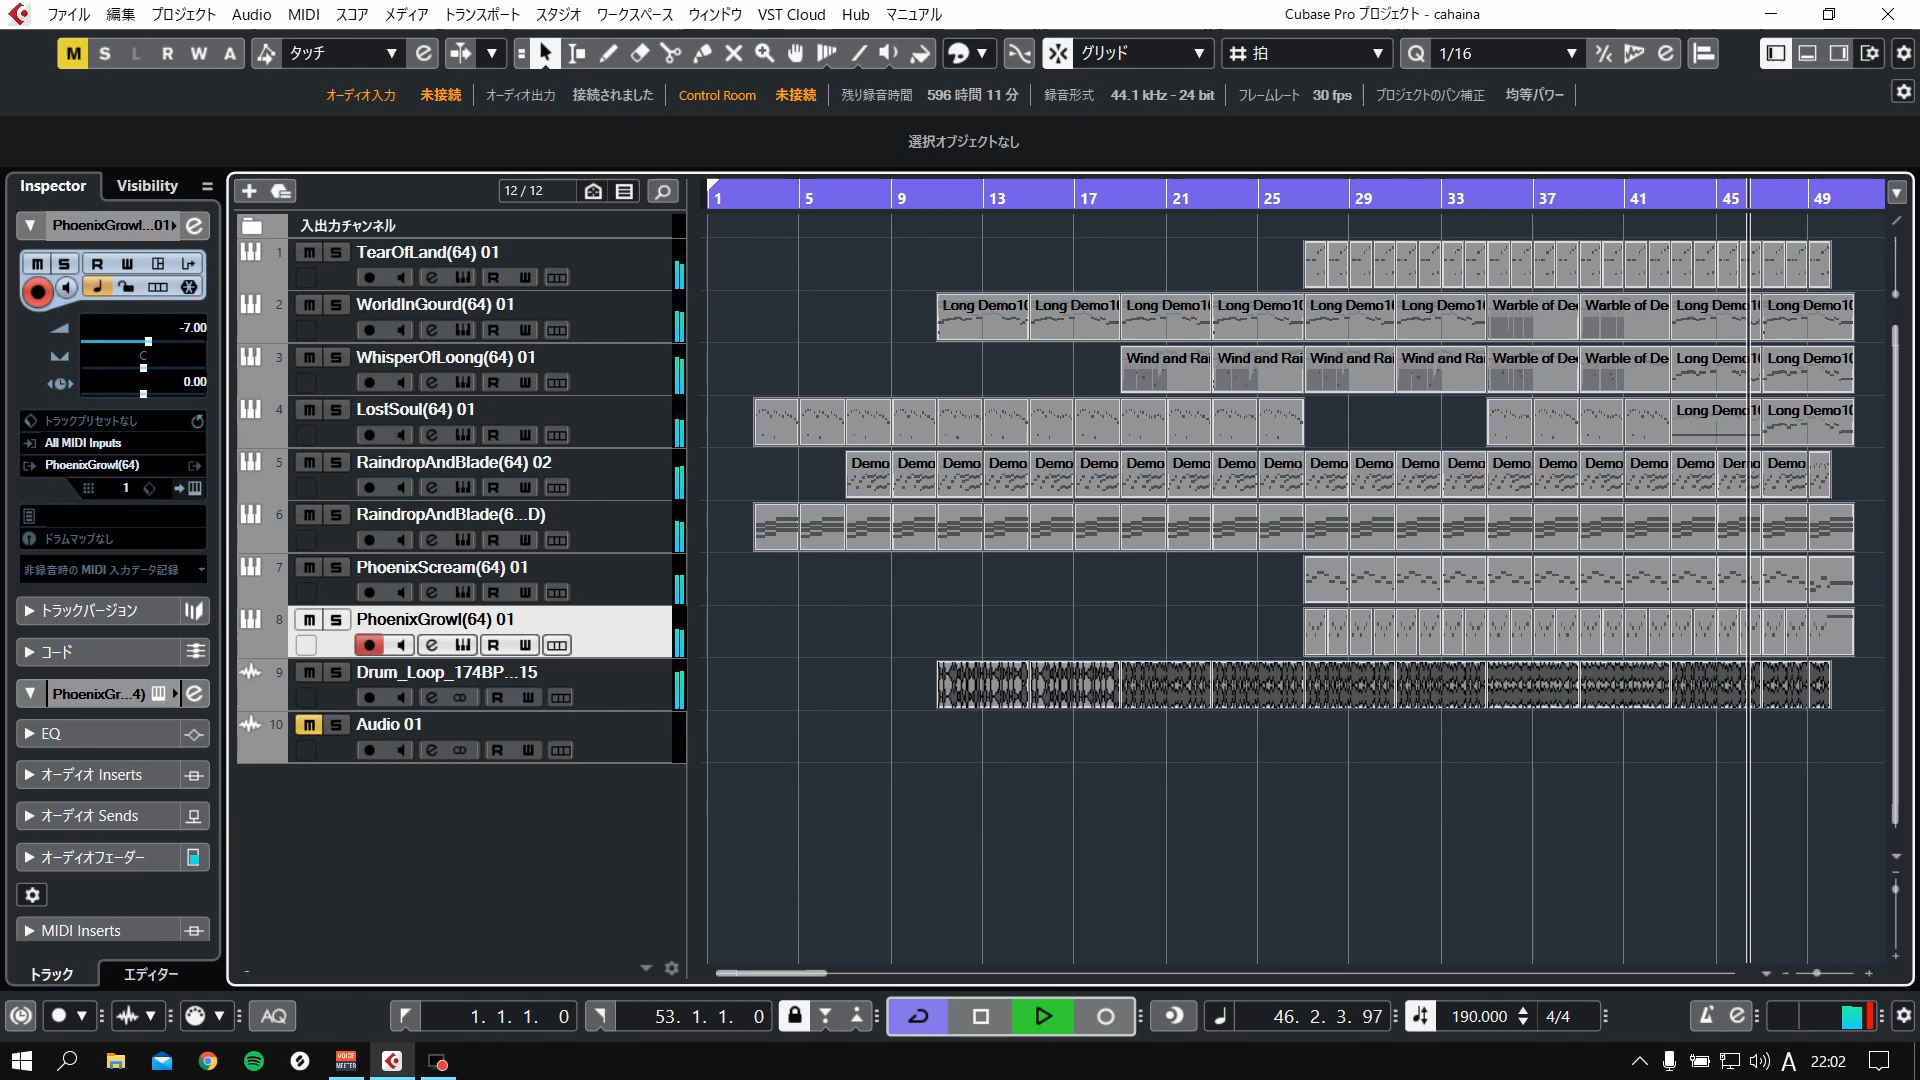 ファイル 編集 プロジェクト Audio MIDI スコア メディア トランスポート スタジオ ワークスペース ウィンドウ VST Cloud Hub マニュアル Cubase Pro プロジェクト - cahaina
M S L R W A タッチ グリッド 拍 Q 1/16
オーディオ入力 未接続 オーディオ出力 接続されました Control Room 未接続 残り録音時間 596 時間 11 分 録音形式 44.1 kHz - 24 bit フレームレート 30 fps プロジェクトのパン補正 均等パワー
選択オブジェクトなし
Inspector Visibility
12 / 12
1 5 9 13 17 21 25 29 33 37 41 45 49
PhoenixGrowl...01
入出力チャンネル
m S R W
-7.00
C
0.00
トラックプリセットなし
All MIDI Inputs
PhoenixGrowl(64)
1
ドラムマップなし
非録音時の MIDI 入力データ記録
トラックバージョン
コード
PhoenixGr...4)
EQ
オーディオ Inserts
オーディオ Sends
オーディオフェーダー
MIDI Inserts
トラック エディター
1 m S TearOfLand(64) 01
R W
2 m S WorldInGourd(64) 01
R W
Long Demo10 Long Demo10 Long Demo10 Long Demo10 Long Demo10 Long Demo10 Warble of De Warble of De Long Demo10 Long Demo10
3 m S WhisperOfLoong(64) 01
R W
Wind and Rai Wind and Rai Wind and Rai Wind and Rai Warble of De Warble of De Long Demo10 Long Demo10
4 m S LostSoul(64) 01
R W
Long Demo10 Long Demo10
5 m S RaindropAndBlade(64) 02
R W
Demo Demo Demo Demo Demo Demo Demo Demo Demo Demo Demo Demo Demo Demo Demo Demo Demo Demo Demo Demo Demo
6 m S RaindropAndBlade(6...D)
R W
7 m S PhoenixScream(64) 01
R W
8 m S PhoenixGrowl(64) 01
R W
9 m S Drum_Loop_174BP...15
R W
10 m S Audio 01
R W
AQ 1. 1. 1. 0 53. 1. 1. 0 46. 2. 3. 97 190.000 4/4
VOICE MEETER
A 22:02